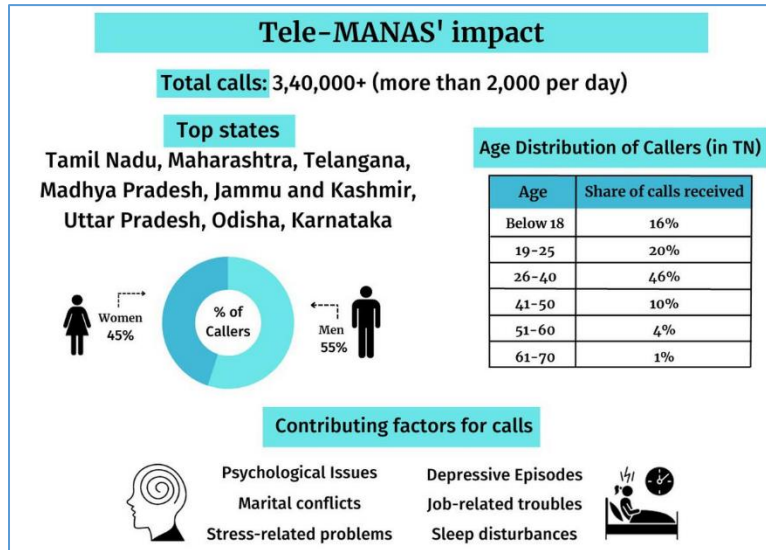 Tele-MANAS' impact
Total calls: 3,40,000+ (more than 2,000 per day)
Top states
Tamil Nadu, Maharashtra, Telangana,
Madhya Pradesh, Jammu and Kashmir,
Uttar Pradesh, Odisha, Karnataka
Women
45%
% of
Callers
Men
55%
Age Distribution of Callers (in TN)
Age Share of calls received
Below 18 16%
19-25 20%
26-40 46%
41-50 10%
51-60 4%
61-70 1%
Contributing factors for calls
Psychological Issues
Marital conflicts
Stress-related problems
Depressive Episodes
Job-related troubles
Sleep disturbances